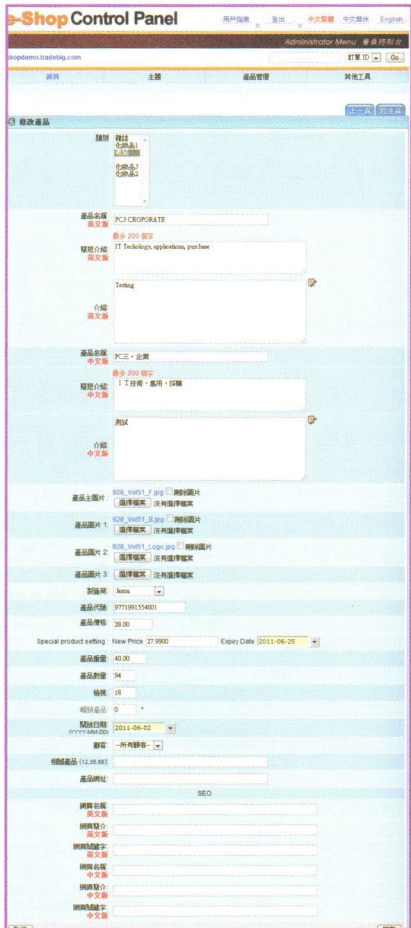 e-Shop Control Panel 用戶指南 登出 中文繁體 中文简体 English
Administrator Menu 會員控制台
shopdemo.tradebig.com 訂單 ID Go
主題 產品管理 其他工具
上一頁
修改產品
類別 雜誌
化妝品1
化妝品3
化妝品2
產品名稱 PC3 CROPORATE
英文版
最多 200 個字
簡短介紹: IT Techology, applications, purchase
英文版
Testing
介紹:
英文版
產品名稱 PC三‧企業
中文版
最多 200 個字
簡短介紹: IT技術‧應用‧採購
中文版
測試
介紹:
中文版
產品主圖片: 928_Vol51_F.jpg 刪除圖片
選擇檔案 沒有選擇檔案
產品圖片 1: 928_Vol51_B.jpg 刪除圖片
選擇檔案 沒有選擇檔案
產品圖片 2: 928_Vol51_Logo.jpg 刪除圖片
選擇檔案 沒有選擇檔案
產品圖片 3: 選擇檔案 沒有選擇檔案
製造商:
產品代號: 9771991554001
產品價格: 28.00
Special product setting: New Price 27.9900 Expiry Date 2011-06-25
產品重量: 40.00
產品數量: 94
檢視: 18
0 *
開始日期: 2011-06-02
(YYYY-MM-DD)
顧客: --所有顧客--
相關產品 (12,36,68):
產品網址:
SEO
網頁名稱:
英文版
網頁簡介:
英文版
網頁關鍵字:
英文版
網頁名稱:
中文版
網頁簡介:
中文版
網頁關鍵字:
中文版